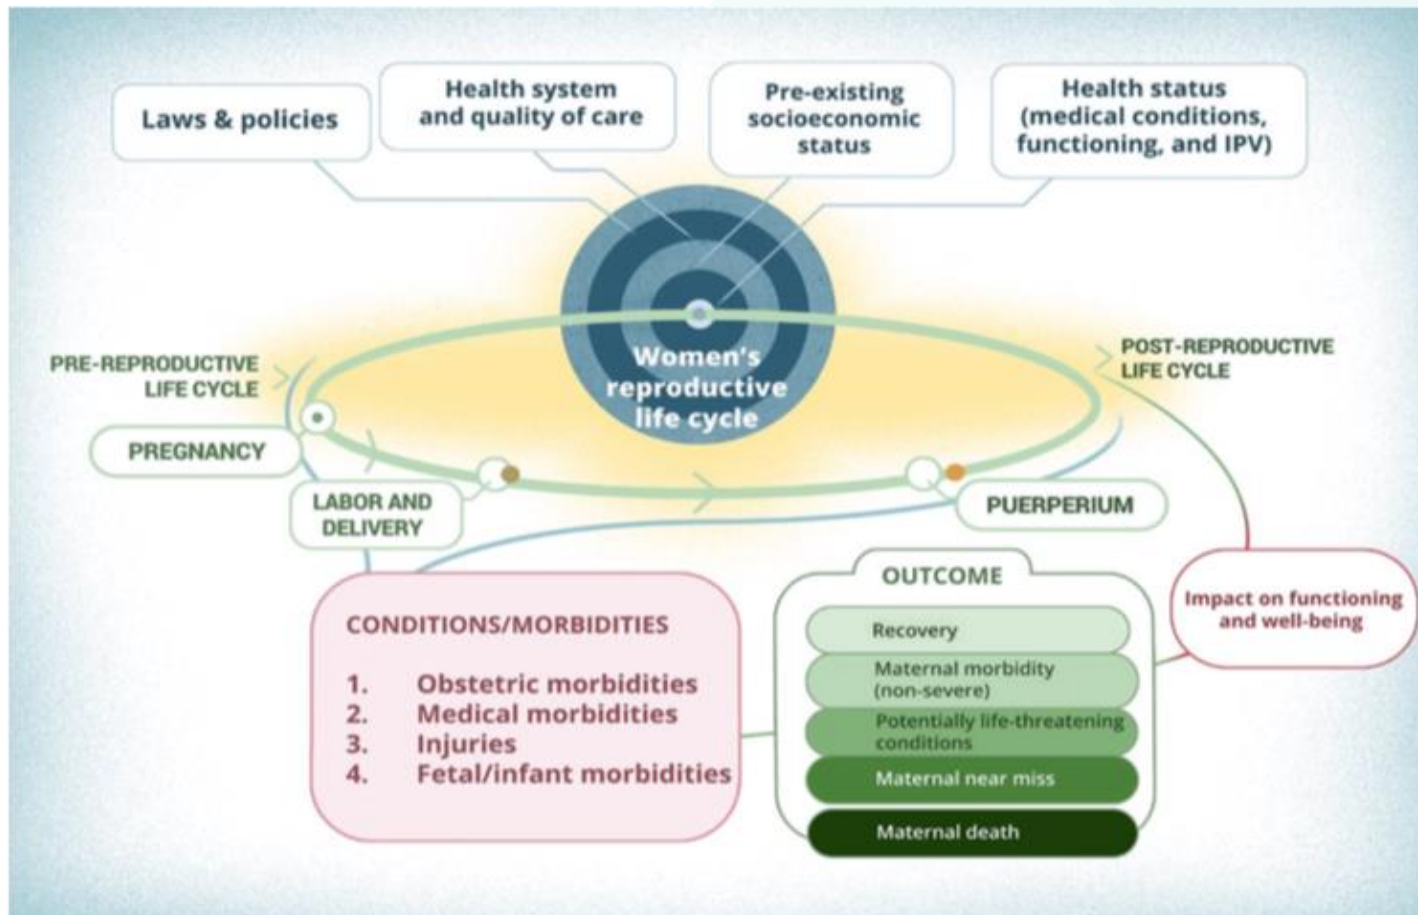 Laws & policies
Health system
and quality of care
Pre-existing
socioeconomic
status
Health status
(medical conditions,
functioning, and IPV)
Women's
reproductive
life cycle
PRE-REPRODUCTIVE
LIFE CYCLE
POST-REPRODUCTIVE
LIFE CYCLE
PREGNANCY
LABOR AND
DELIVERY
PUERPERIUM
CONDITIONS/MORBIDITIES
1. Obstetric morbidities
2. Medical morbidities
3. Injuries
4. Fetal/infant morbidities
OUTCOME
Recovery
Maternal morbidity
(non-severe)
Potentially life-threatening
conditions
Maternal near miss
Maternal death
Impact on functioning
and well-being